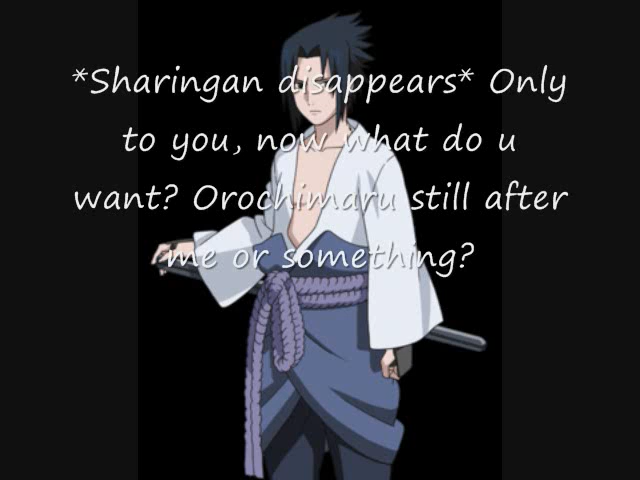 *Sharingan disappears* Only
to you, now what do u
want? Orochimaru still after
me or something?